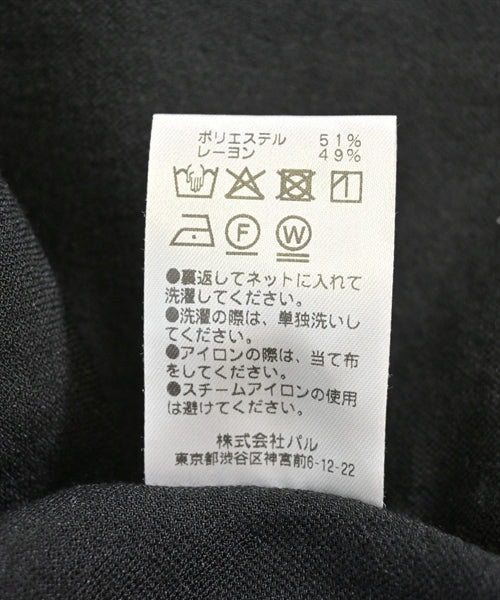 ポリエステル 51%
レーヨン 49%
F W
●裏返してネットに入れて
洗濯してください。
●洗濯の際は、単独洗いし
てください。
●アイロンの際は、当て布
をしてください。
●スチームアイロンの使用
は避けてください。
株式会社パル
東京都渋谷区神宮前6-12-22